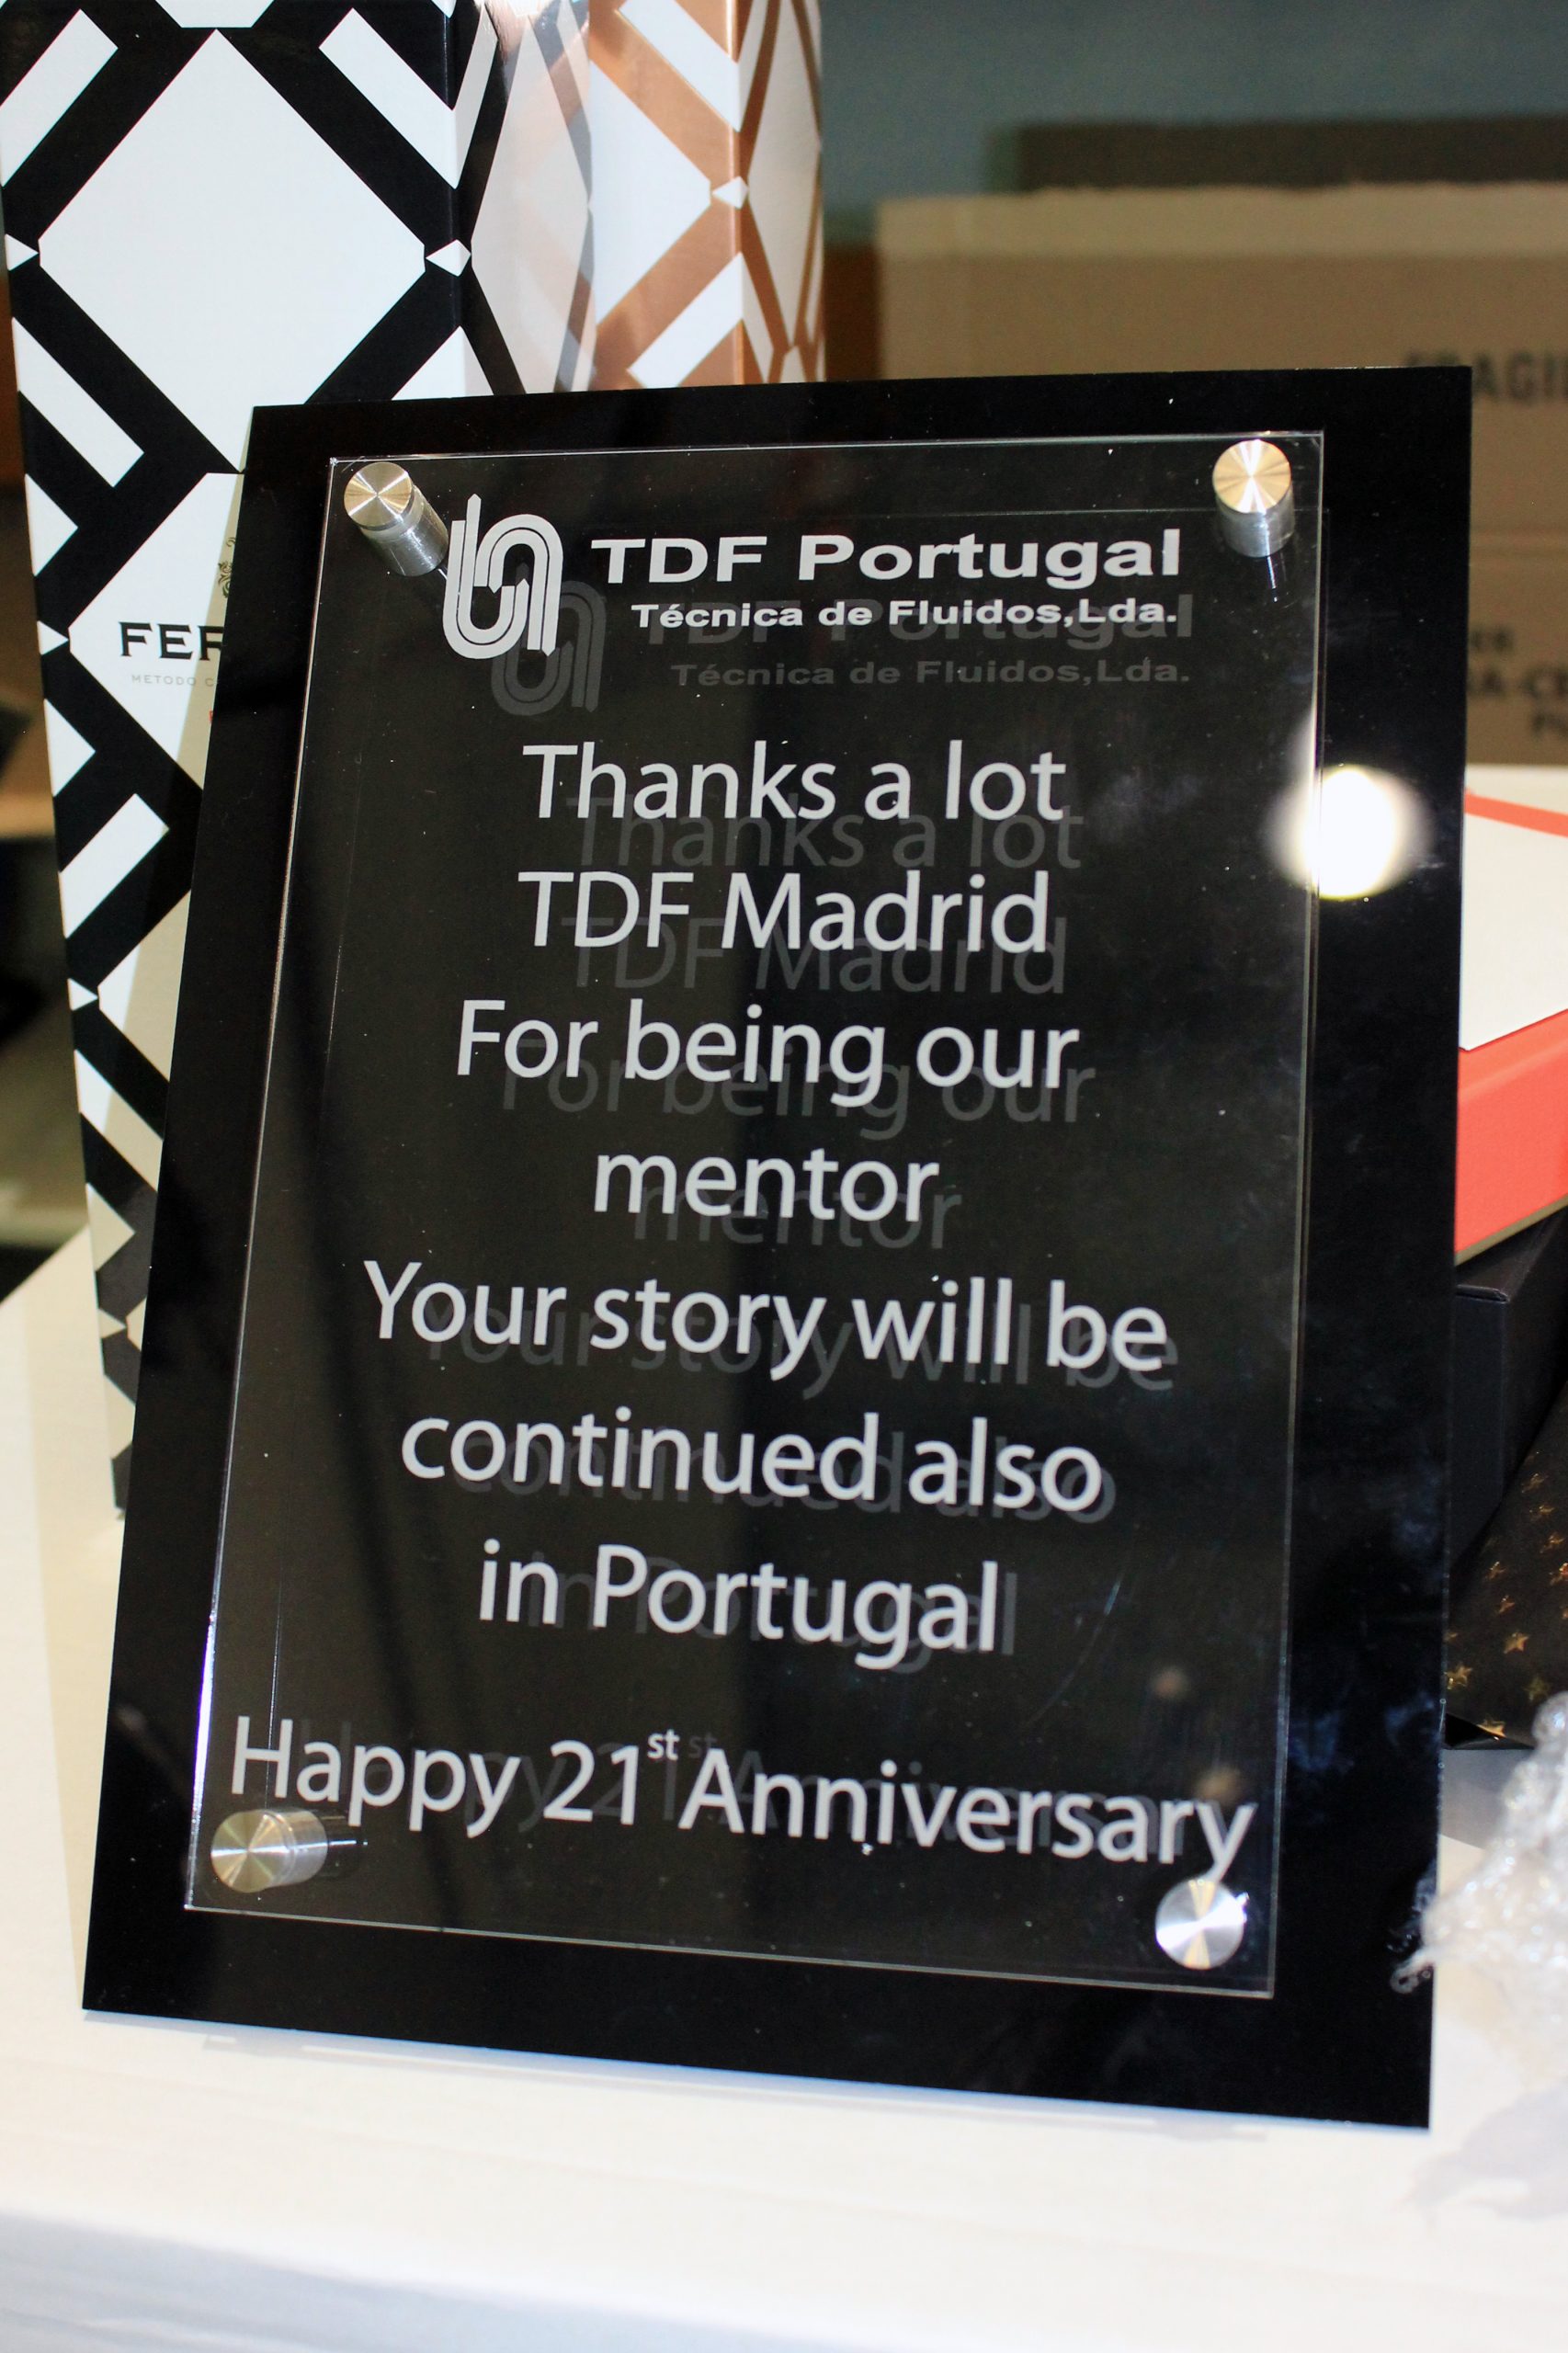 TDF Portugal
Técnica de Fluidos,Lda.
Thanks a lot
TDF Madrid
For being our
mentor
Your story will be
continued also
in Portugal
Happy 21st Anniversary